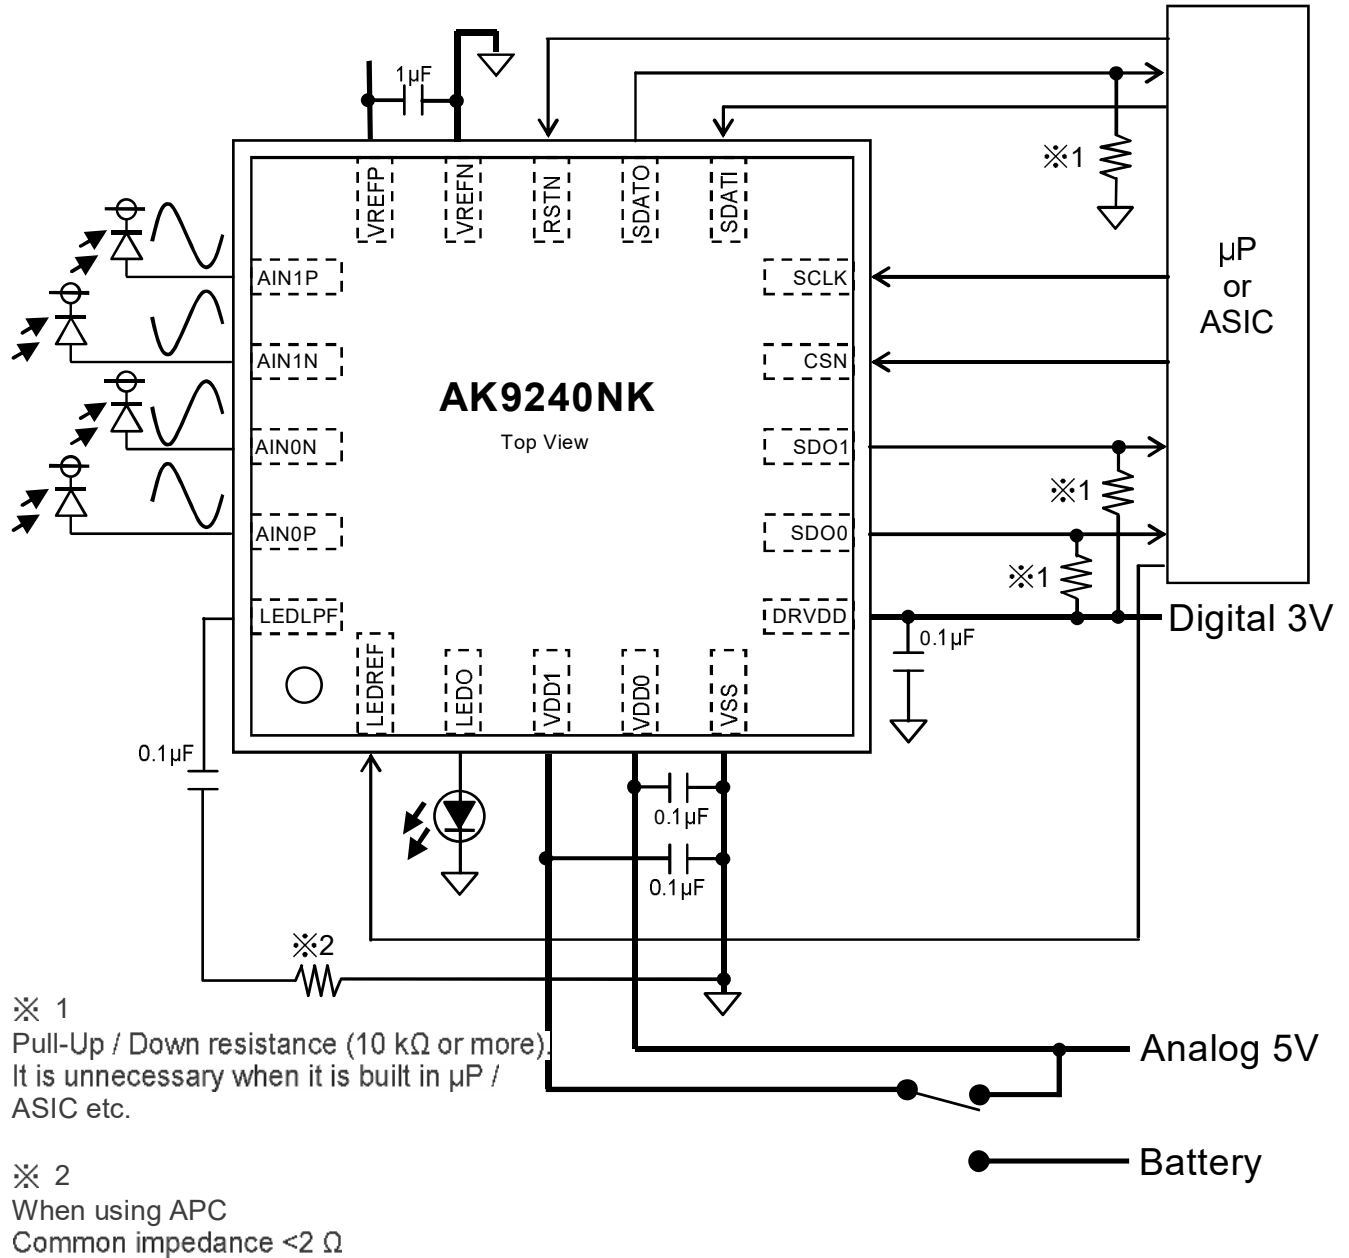 1µF
VREFP
VREFN
RSTN
SDATO
SDATI
※1
µP
or
ASIC
AIN1P
SCLK
AIN1N
CSN
AK9240NK
Top View
AIN0N
SDO1
※1
AIN0P
SDO0
※1
LEDLPF
DRVDD
Digital 3V
0.1µF
LEDREF
LEDO
VDD1
VDD0
VSS
0.1µF
0.1µF
0.1µF
※2
※ 1
Pull-Up / Down resistance (10 kΩ or more).
It is unnecessary when it is built in µP /
ASIC etc.
Analog 5V
Battery
※ 2
When using APC
Common impedance <2 Ω